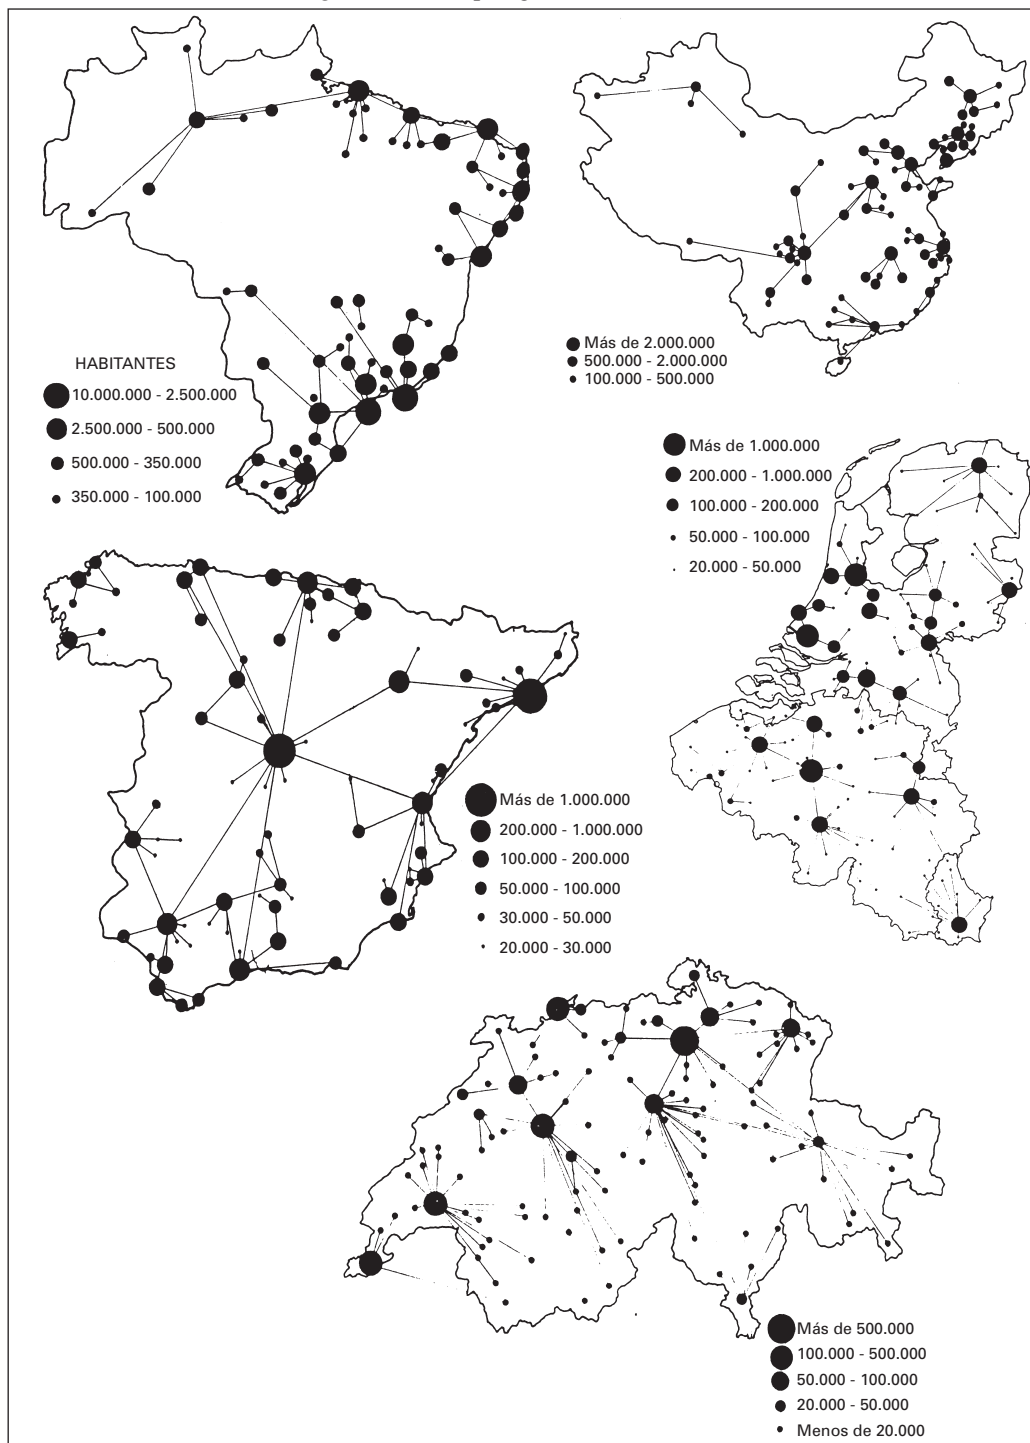 HABITANTES
10.000.000 - 2.500.000
2.500.000 - 500.000
500.000 - 350.000
350.000 - 100.000
Más de 2.000.000
500.000 - 2.000.000
100.000 - 500.000
Más de 1.000.000
200.000 - 1.000.000
100.000 - 200.000
50.000 - 100.000
20.000 - 50.000
Más de 1.000.000
200.000 - 1.000.000
100.000 - 200.000
50.000 - 100.000
30.000 - 50.000
20.000 - 30.000
Más de 500.000
100.000 - 500.000
50.000 - 100.000
20.000 - 50.000
Menos de 20.000